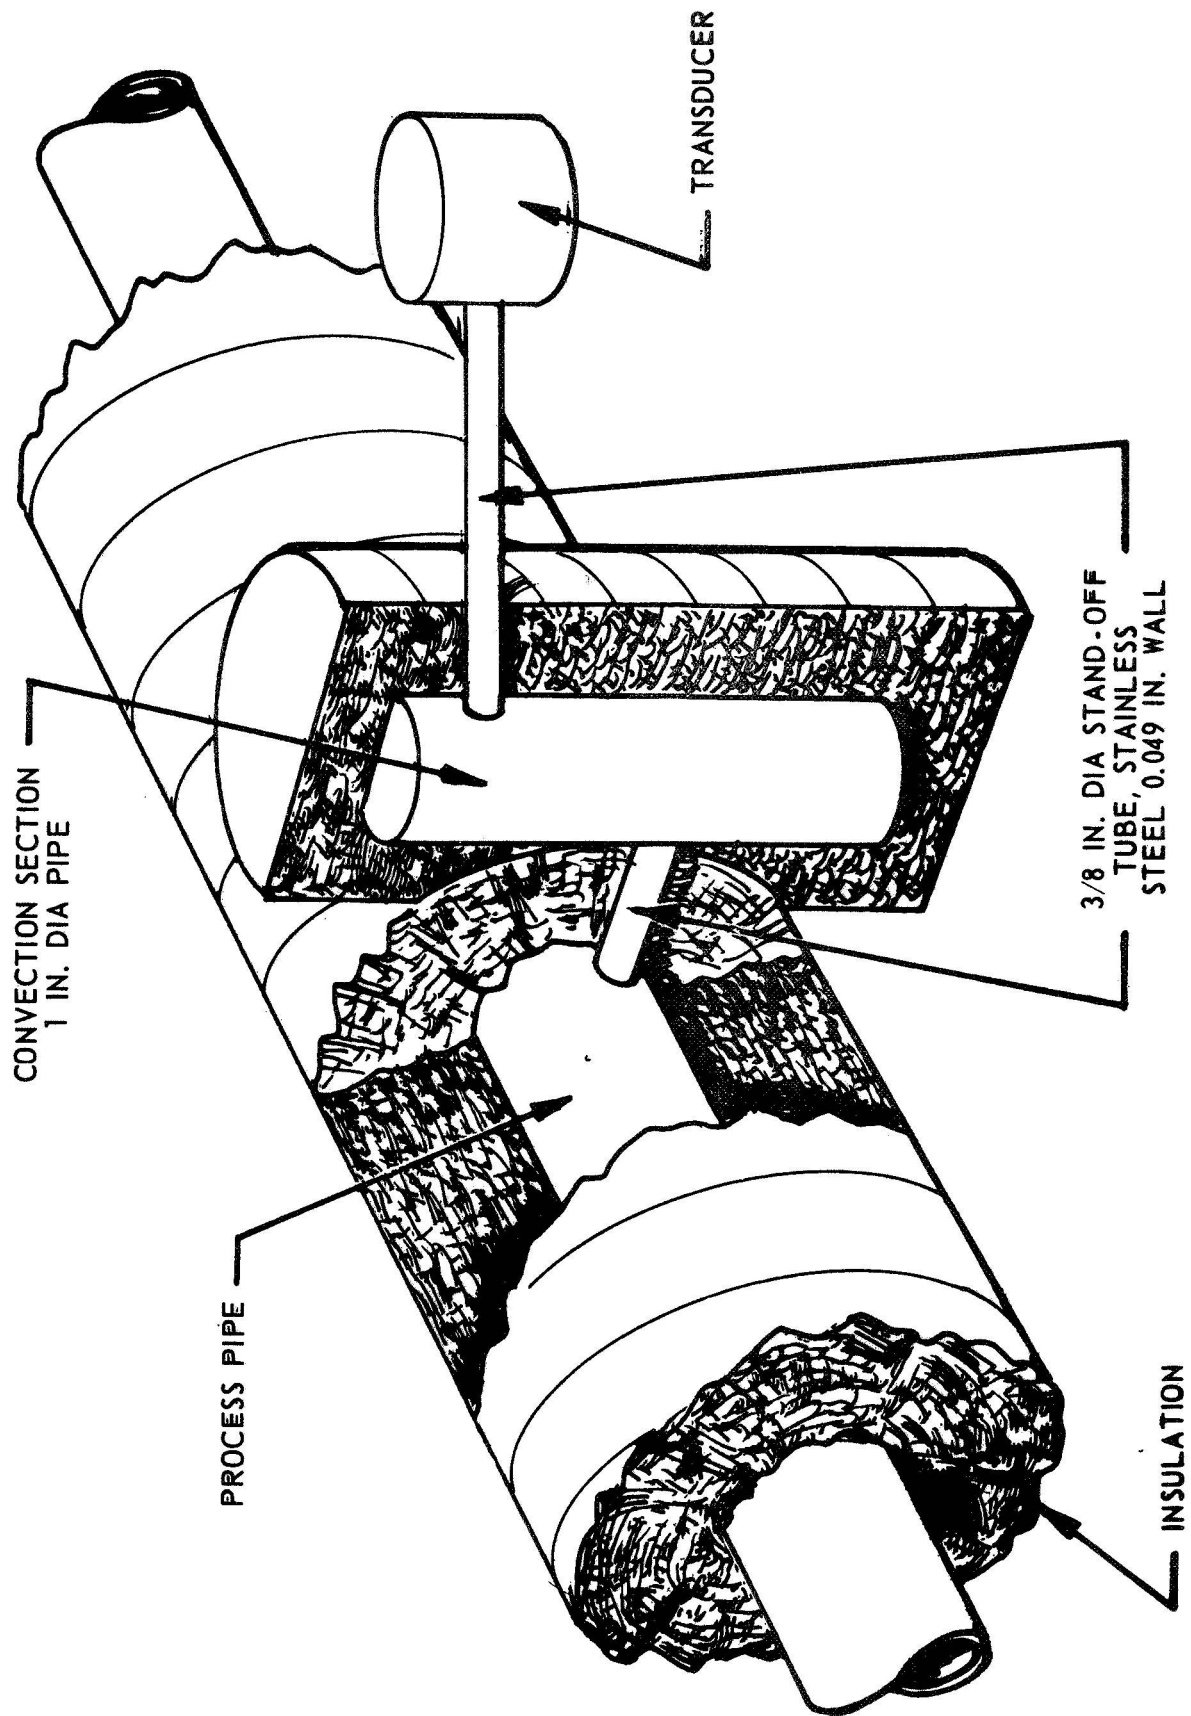 CONVECTION SECTION
1 IN. DIA PIPE
PROCESS PIPE
TRANSDUCER
3/8 IN. DIA STAND-OFF
TUBE, STAINLESS
STEEL 0.049 IN. WALL
INSULATION